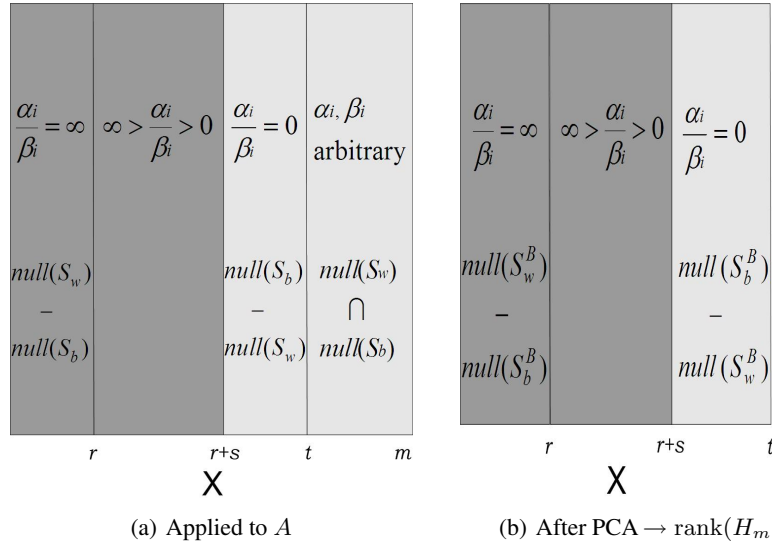 αi/βi = ∞ ∞ > αi/βi > 0 αi/βi = 0 αi, βi arbitrary
null(Sw) − null(Sb) null(Sb) − null(Sw) null(Sw) ∩ null(Sb)
r r+s t m
X
(a) Applied to A
αi/βi = ∞ ∞ > αi/βi > 0 αi/βi = 0
null(S_w^B) − null(S_b^B) null(S_b^B) − null(S_w^B)
r r+s t
X
(b) After PCA → rank(Hm